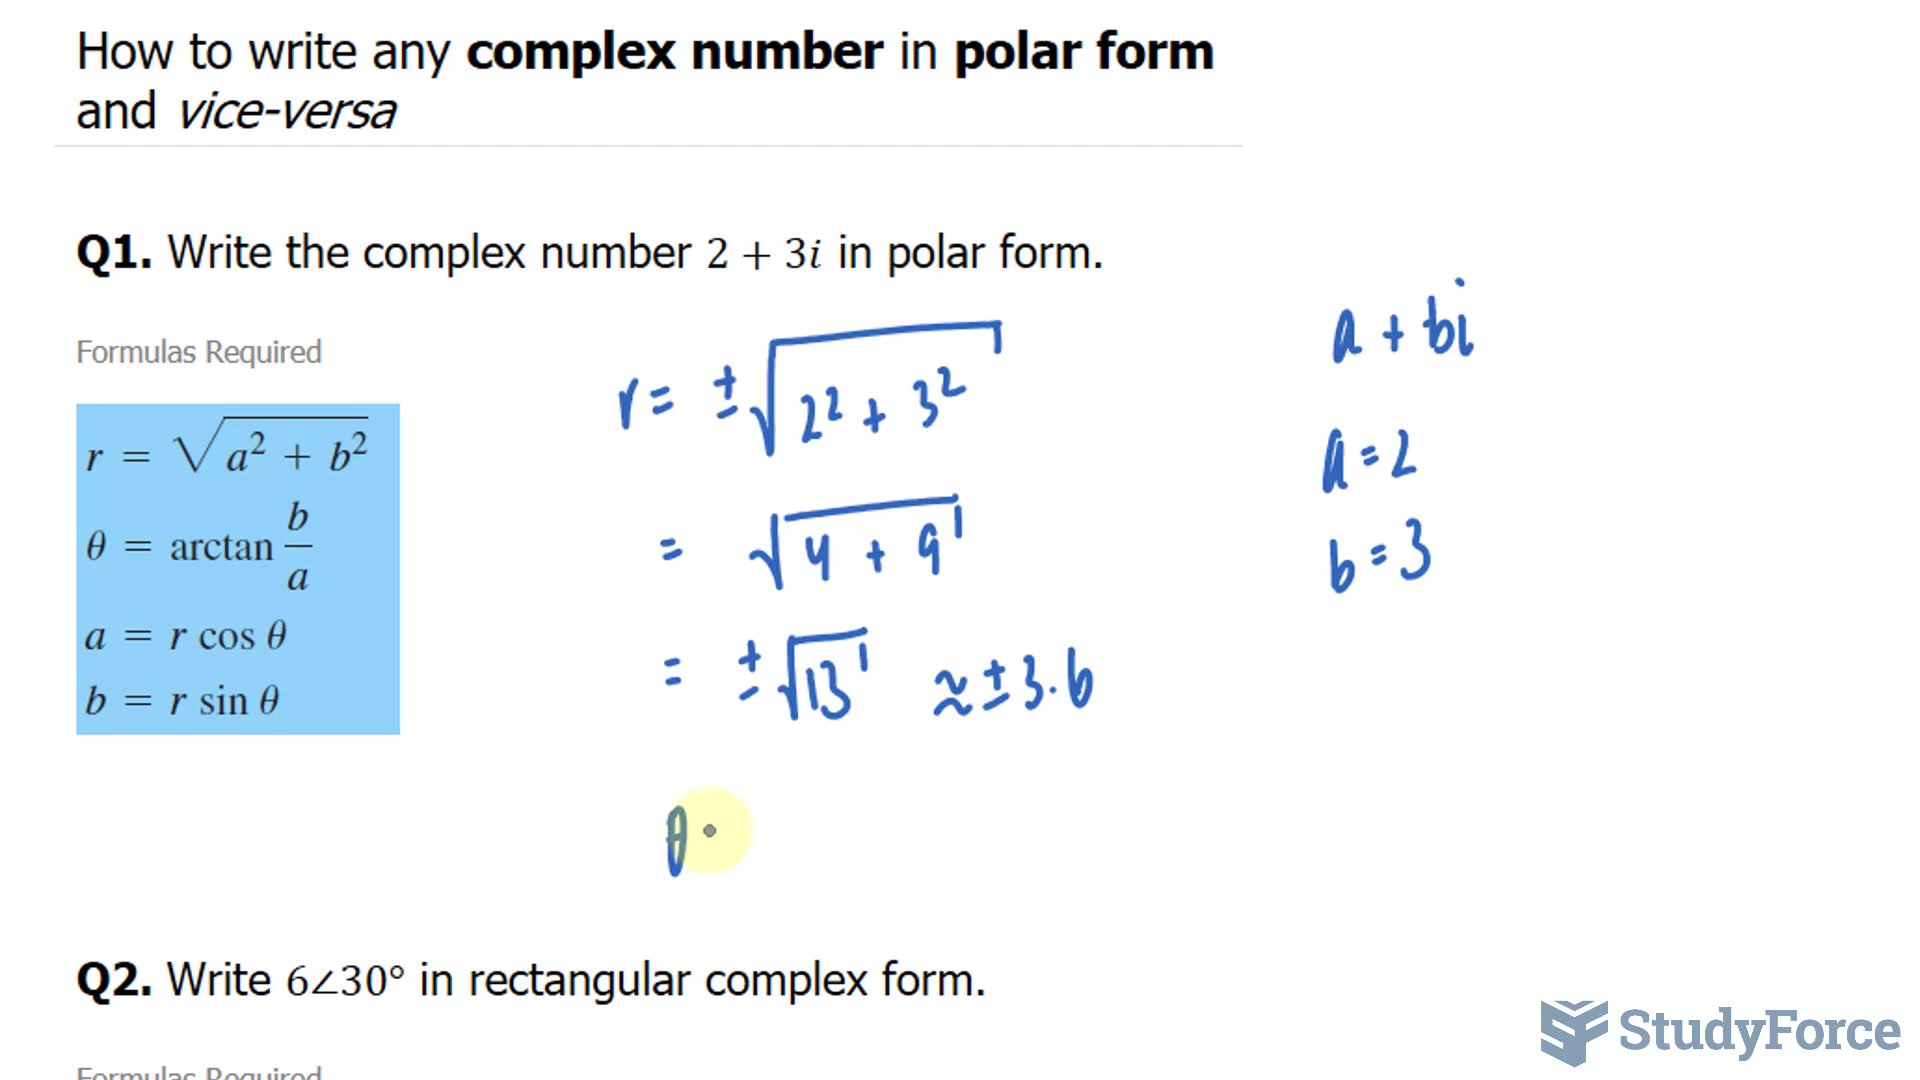 How to write any complex number in polar form
and vice-versa
Q1. Write the complex number 2 + 3i in polar form.
Formulas Required
r = √a² + b²
θ = arctan b/a
a = r cos θ
b = r sin θ
r = ±√2² + 3²
= √4 + 9
= ±√13 ≈ ±3.6
θ
a + bi
a = 2
b = 3
Q2. Write 6∠30° in rectangular complex form.
Formulas Required
StudyForce